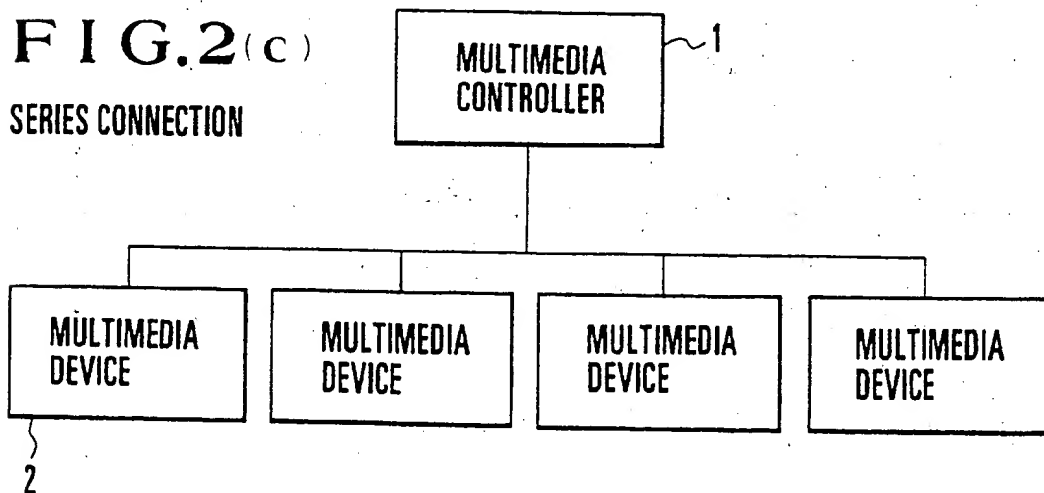 FIG.2(c)
SERIES CONNECTION
MULTIMEDIA
CONTROLLER
1
MULTIMEDIA
DEVICE
MULTIMEDIA
DEVICE
MULTIMEDIA
DEVICE
MULTIMEDIA
DEVICE
2